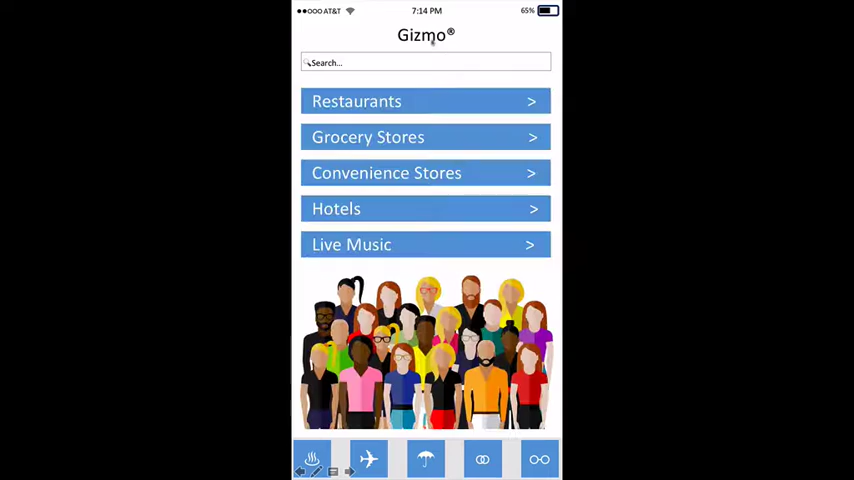 ●●○○○ AT&T 7:14 PM 65%
Gizmo®
Search...
Restaurants >
Grocery Stores >
Convenience Stores >
Hotels >
Live Music >